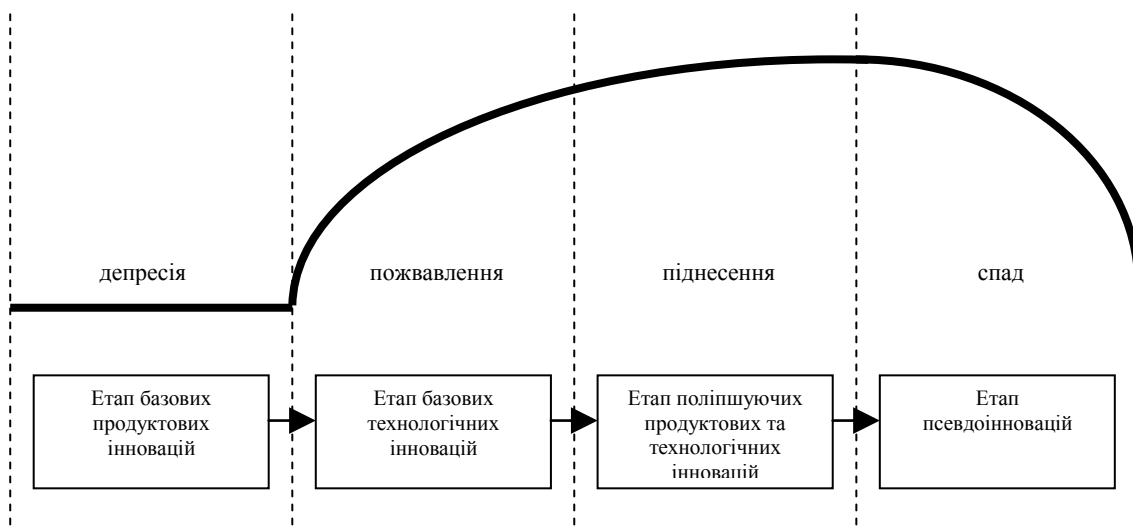 депресія
пожвавлення
піднесення
спад
Етап базових
продуктових
інновацій
Етап базових
технологічних
інновацій
Етап поліпшуючих
продуктових та
технологічних
інновацій
Етап
псевдоінновацій